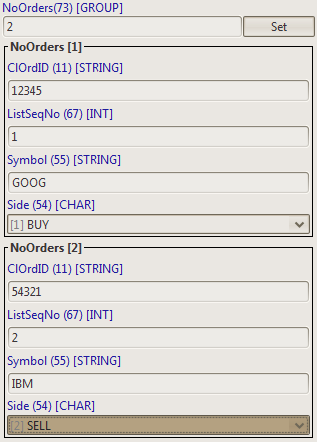 NoOrders(73) [GROUP]
2 Set
NoOrders [1]
ClOrdID (11) [STRING]
12345
ListSeqNo (67) [INT]
1
Symbol (55) [STRING]
GOOG
Side (54) [CHAR]
[1] BUY
NoOrders [2]
ClOrdID (11) [STRING]
54321
ListSeqNo (67) [INT]
2
Symbol (55) [STRING]
IBM
Side (54) [CHAR]
[2] SELL